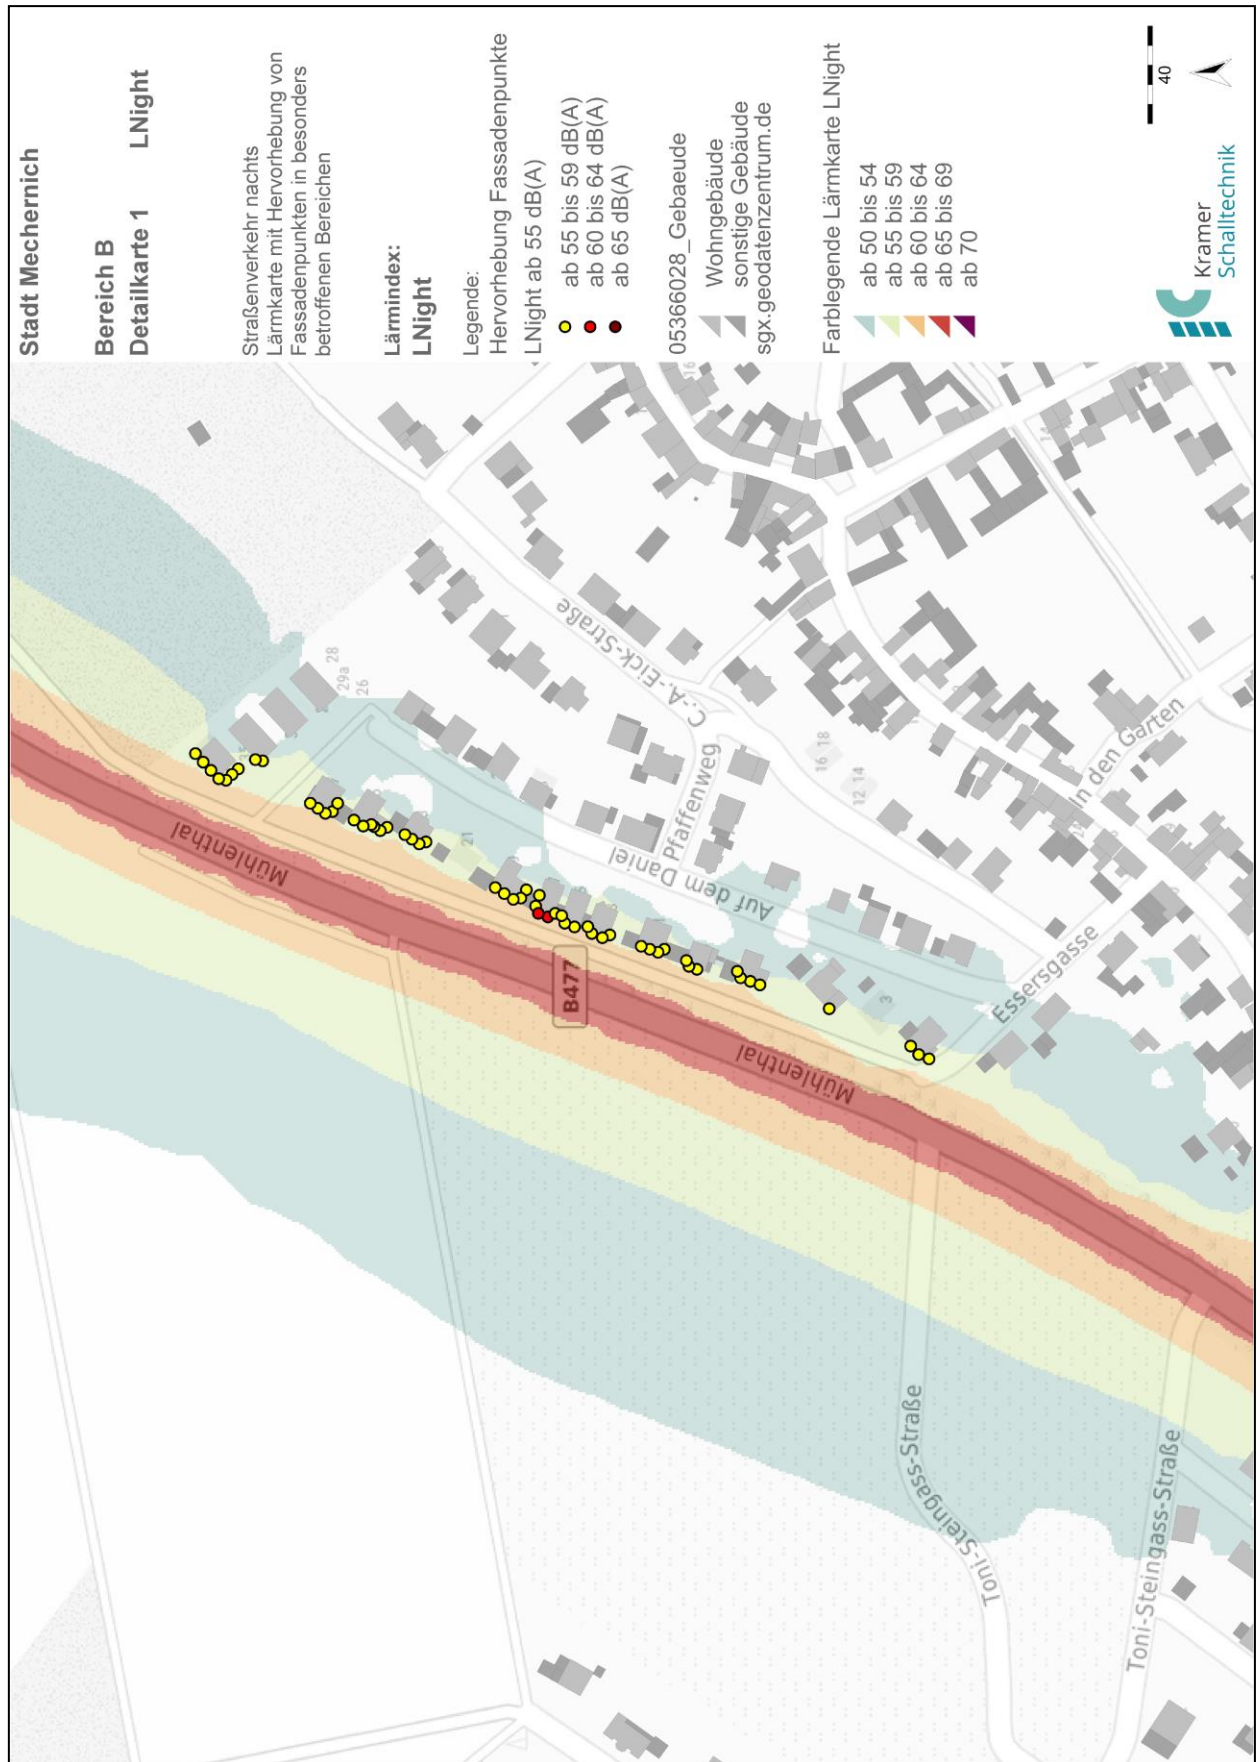 Stadt Mechernich
Bereich B
Detailkarte 1 LNight
Straßenverkehr nachts
Lärmkarte mit Hervorhebung von
Fassadenpunkten in besonders
betroffenen Bereichen
Lärmindex:
LNight
Legende:
Hervorhebung Fassadenpunkte
LNight ab 55 dB(A)
ab 55 bis 59 dB(A)
ab 60 bis 64 dB(A)
ab 65 dB(A)
05366028_Gebaeude
Wohngebäude
sonstige Gebäude
sgx.geodatenzentrum.de
Farblegende Lärmkarte LNight
ab 50 bis 54
ab 55 bis 59
ab 60 bis 64
ab 65 bis 69
ab 70
40
Kramer
Schalltechnik
Mühlenthal
B477
Mühlenthal
C.-A.-Eick-Straße
Pfaffenweg
Auf dem Daniel
In den Gärten
Essersgasse
Toni-Steingass-Straße
Toni-Steingass-Straße
28
29a
26
21
16 18
12 14
3
16
14